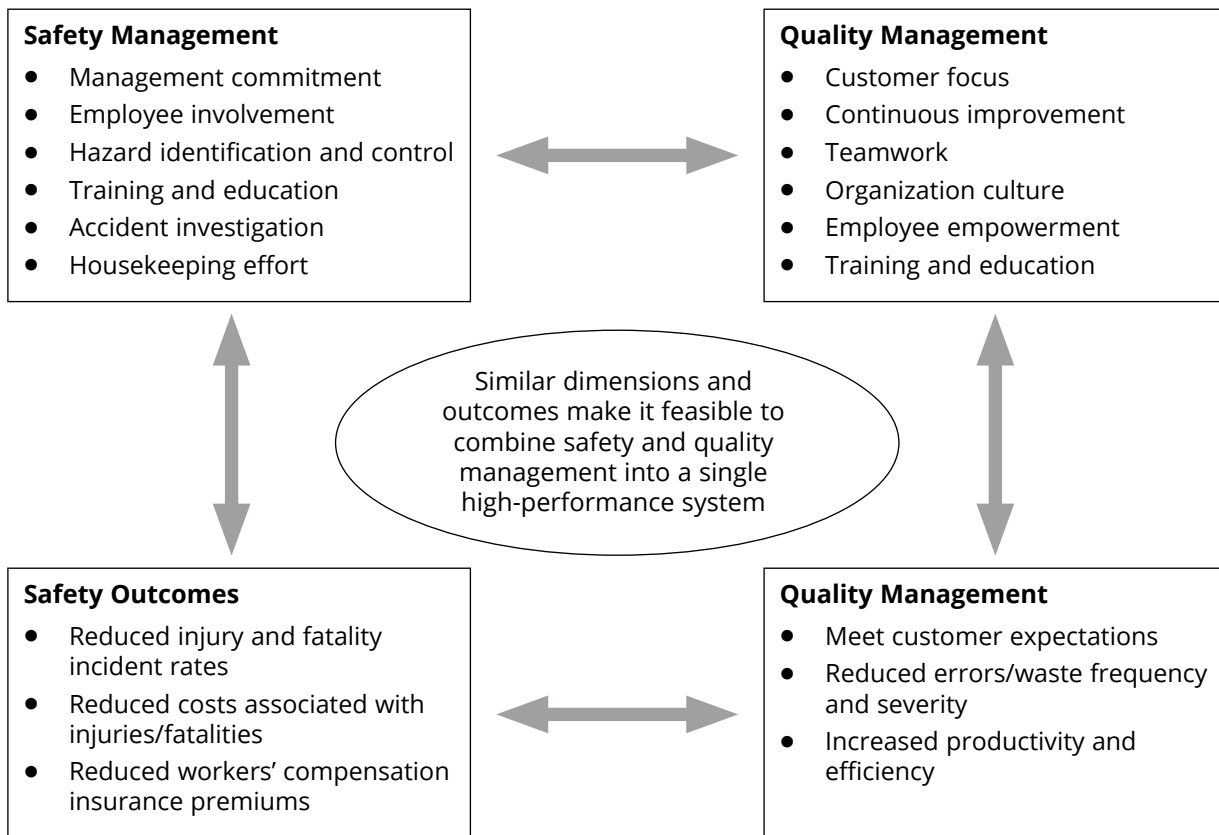 Safety Management
● Management commitment
● Employee involvement
● Hazard identification and control
● Training and education
● Accident investigation
● Housekeeping effort
Quality Management
● Customer focus
● Continuous improvement
● Teamwork
● Organization culture
● Employee empowerment
● Training and education
Similar dimensions and
outcomes make it feasible to
combine safety and quality
management into a single
high-performance system
Safety Outcomes
● Reduced injury and fatality
incident rates
● Reduced costs associated with
injuries/fatalities
● Reduced workers’ compensation
insurance premiums
Quality Management
● Meet customer expectations
● Reduced errors/waste frequency
and severity
● Increased productivity and
efficiency